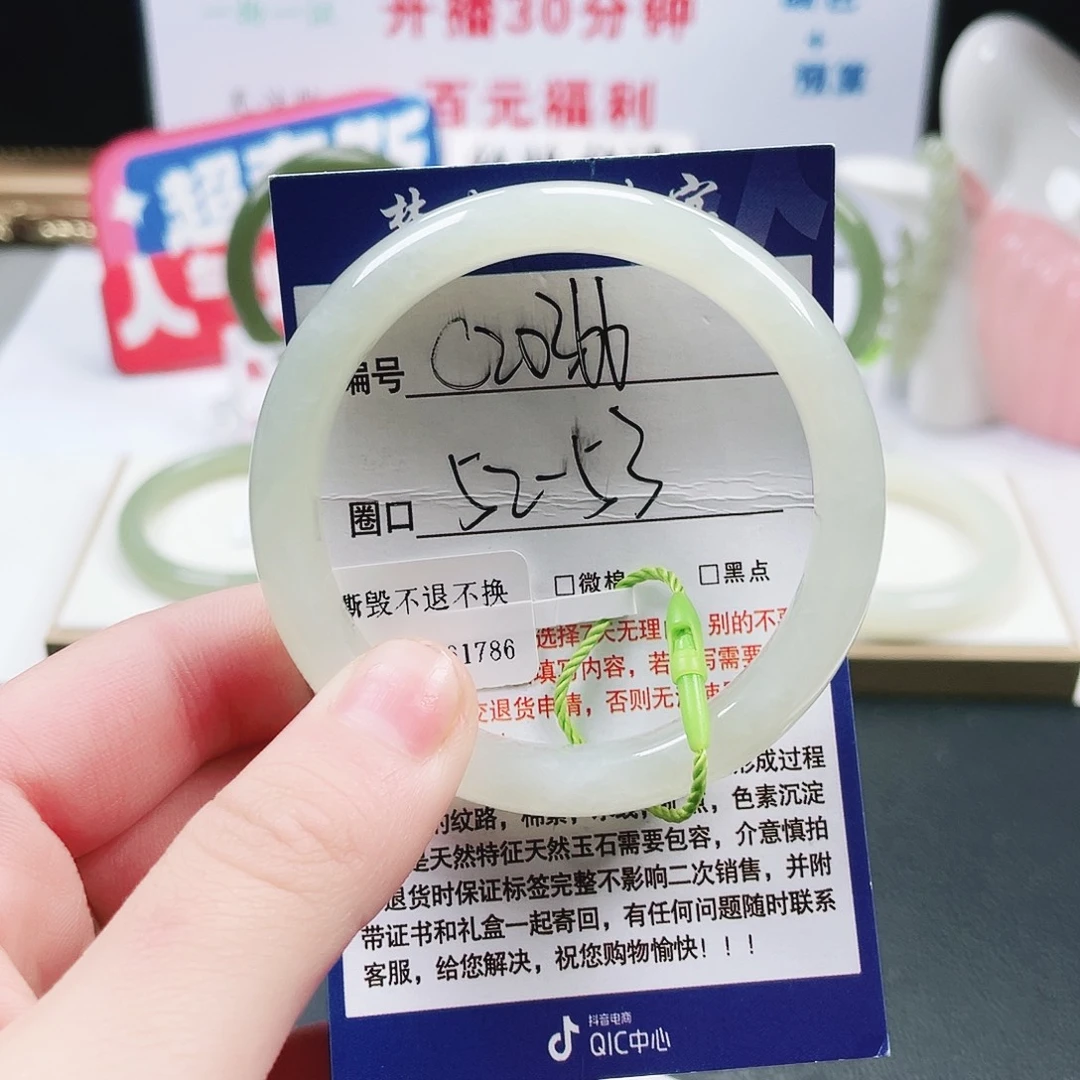 开播30分钟
百元福利
预案
编号 C20366
圈口 52-53
撕毁不退不换
□微棉 □黑点
1786
选择7天无理 别的不
填写内容，若 写需要
交退货申请，否则无
形成过程
的纹路，棉絮， 色素沉淀
是天然特征天然玉石需要包容，介意慎拍
退货时保证标签完整不影响二次销售，并附
带证书和礼盒一起寄回，有任何问题随时联系
客服，给您解决，祝您购物愉快！！！
抖音电商
QIC中心